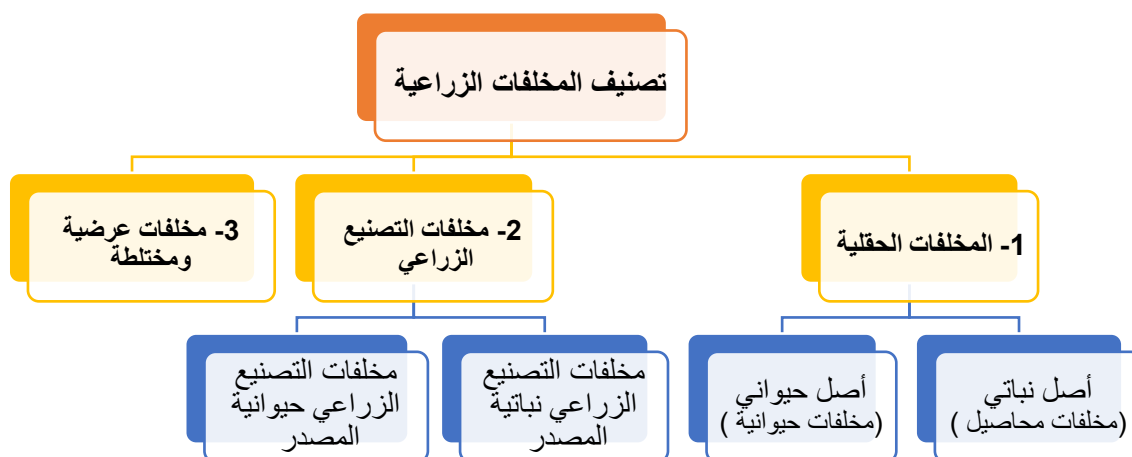 تصنيف المخلفات الزراعية
1- المخلفات الحقلية
2- مخلفات التصنيع
الزراعي
3- مخلفات عرضية
ومختلطة
أصل نباتي
(مخلفات محاصيل )
أصل حيواني
(مخلفات حيوانية )
مخلفات التصنيع
الزراعي نباتية
المصدر
مخلفات التصنيع
الزراعي حيوانية
المصدر